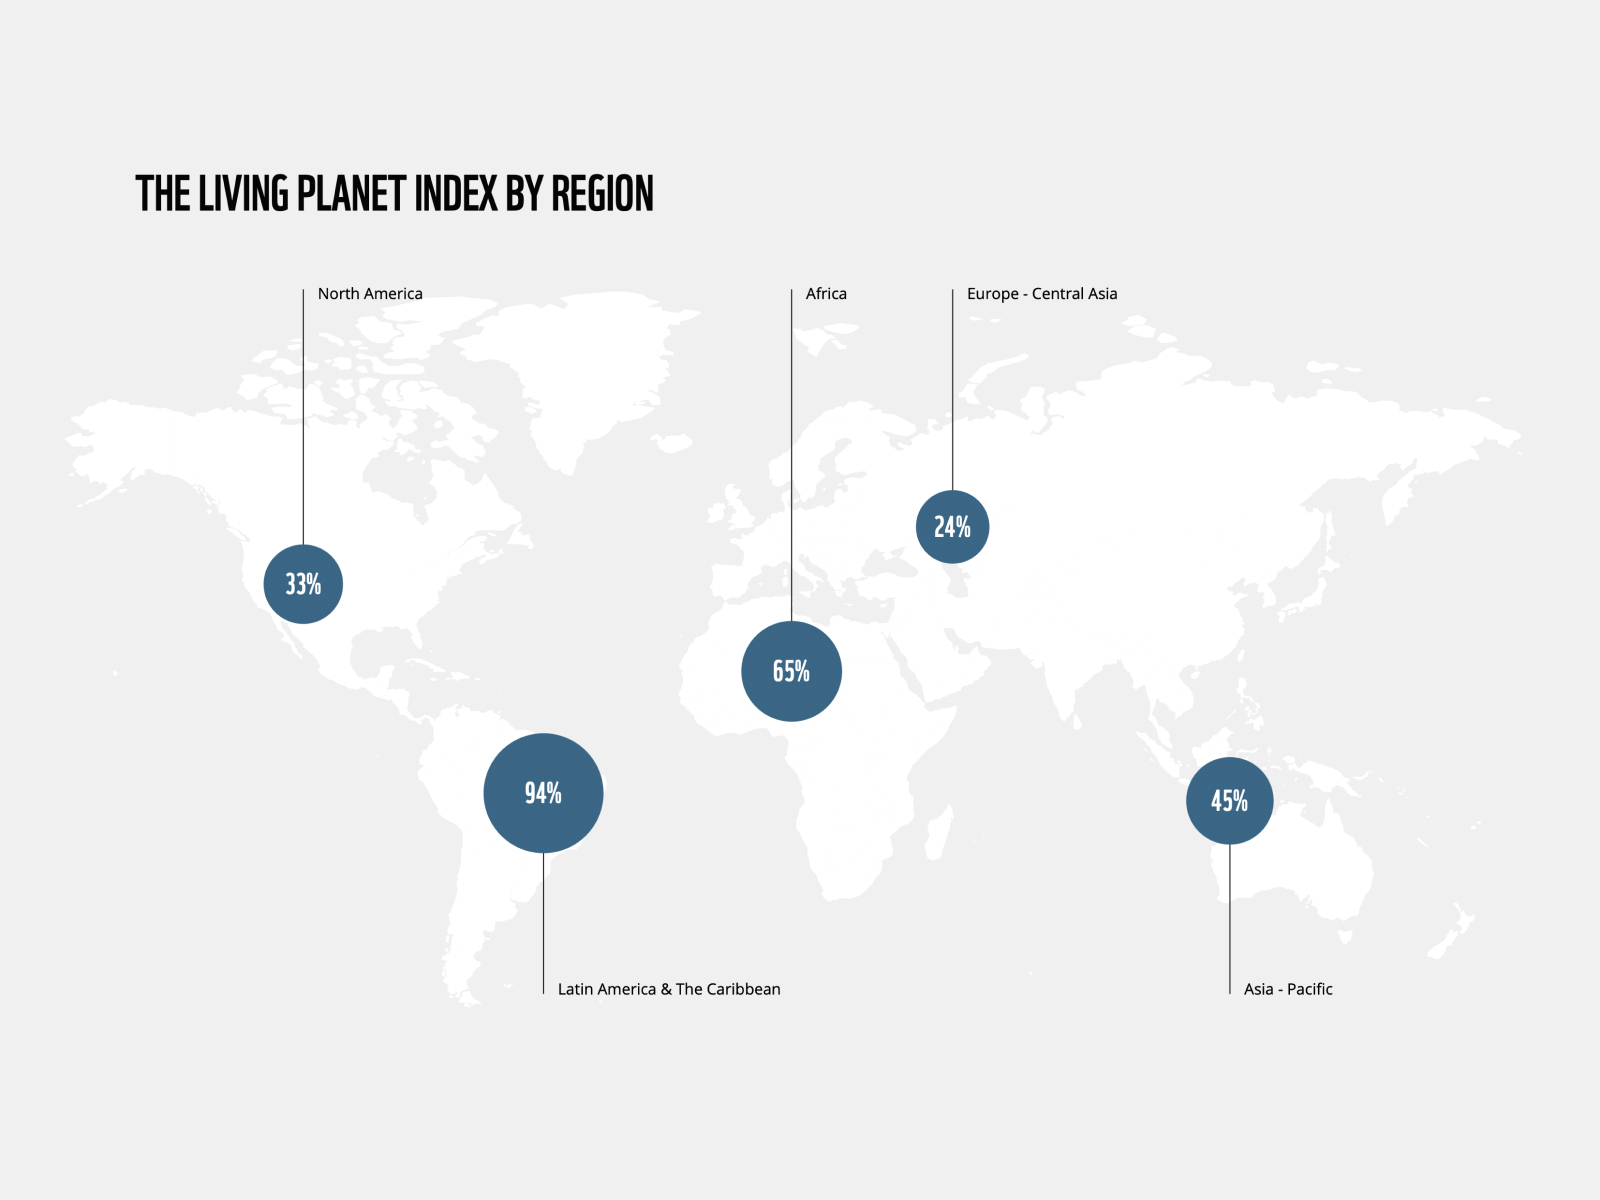 THE LIVING PLANET INDEX BY REGION
North America
Africa
Europe - Central Asia
24%
33%
65%
94%
45%
Latin America & The Caribbean
Asia - Pacific